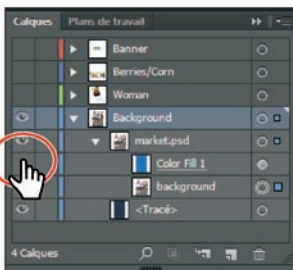 Calques Plans de travail
Banner
Berries/Corn
Woman
Background
market.psd
Color Fill 1
background
<Tracé>
4 Calques